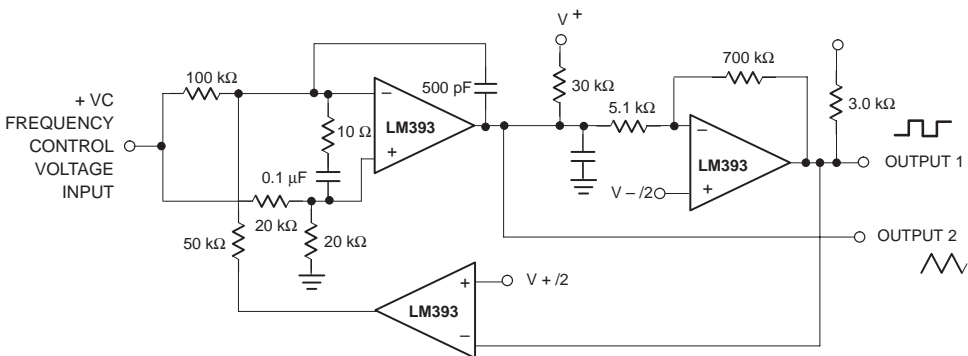 V +
100 kΩ
500 pF
LM393
−
+
10 Ω
0.1 µF
+ VC
FREQUENCY
CONTROL
VOLTAGE
INPUT
20 kΩ
20 kΩ
50 kΩ
30 kΩ
5.1 kΩ
700 kΩ
3.0 kΩ
−
LM393
+
V – /2
OUTPUT 1
OUTPUT 2
+
LM393
−
V + /2